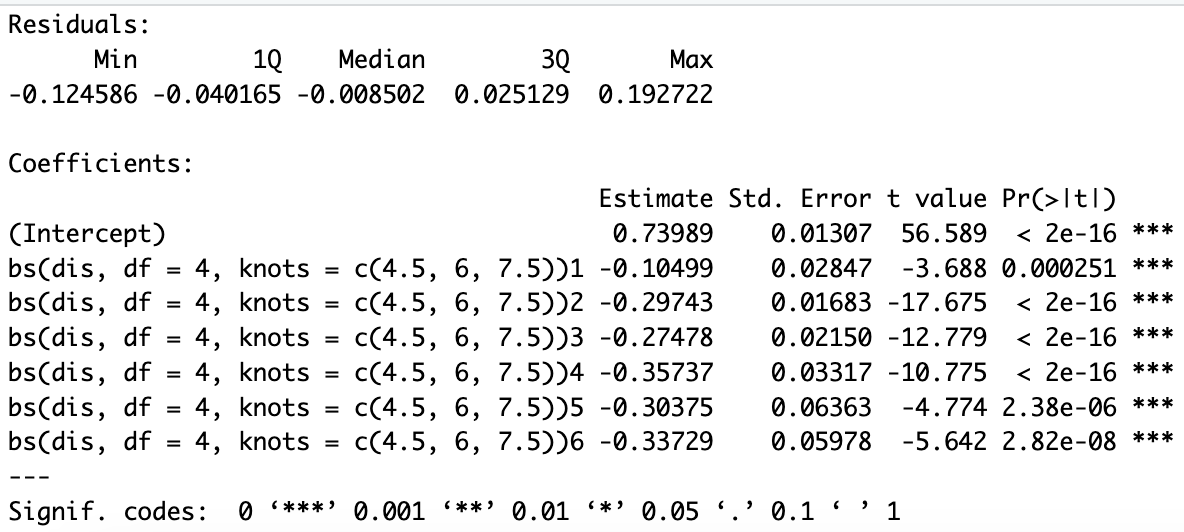 Residuals:
      Min        1Q    Median        3Q       Max
-0.124586 -0.040165 -0.008502  0.025129  0.192722

Coefficients:
                                         Estimate Std. Error t value Pr(>|t|)
(Intercept)                               0.73989    0.01307  56.589  < 2e-16 ***
bs(dis, df = 4, knots = c(4.5, 6, 7.5))1 -0.10499    0.02847  -3.688 0.000251 ***
bs(dis, df = 4, knots = c(4.5, 6, 7.5))2 -0.29743    0.01683 -17.675  < 2e-16 ***
bs(dis, df = 4, knots = c(4.5, 6, 7.5))3 -0.27478    0.02150 -12.779  < 2e-16 ***
bs(dis, df = 4, knots = c(4.5, 6, 7.5))4 -0.35737    0.03317 -10.775  < 2e-16 ***
bs(dis, df = 4, knots = c(4.5, 6, 7.5))5 -0.30375    0.06363  -4.774 2.38e-06 ***
bs(dis, df = 4, knots = c(4.5, 6, 7.5))6 -0.33729    0.05978  -5.642 2.82e-08 ***
---
Signif. codes:  0 ‘***’ 0.001 ‘**’ 0.01 ‘*’ 0.05 ‘.’ 0.1 ‘ ’ 1